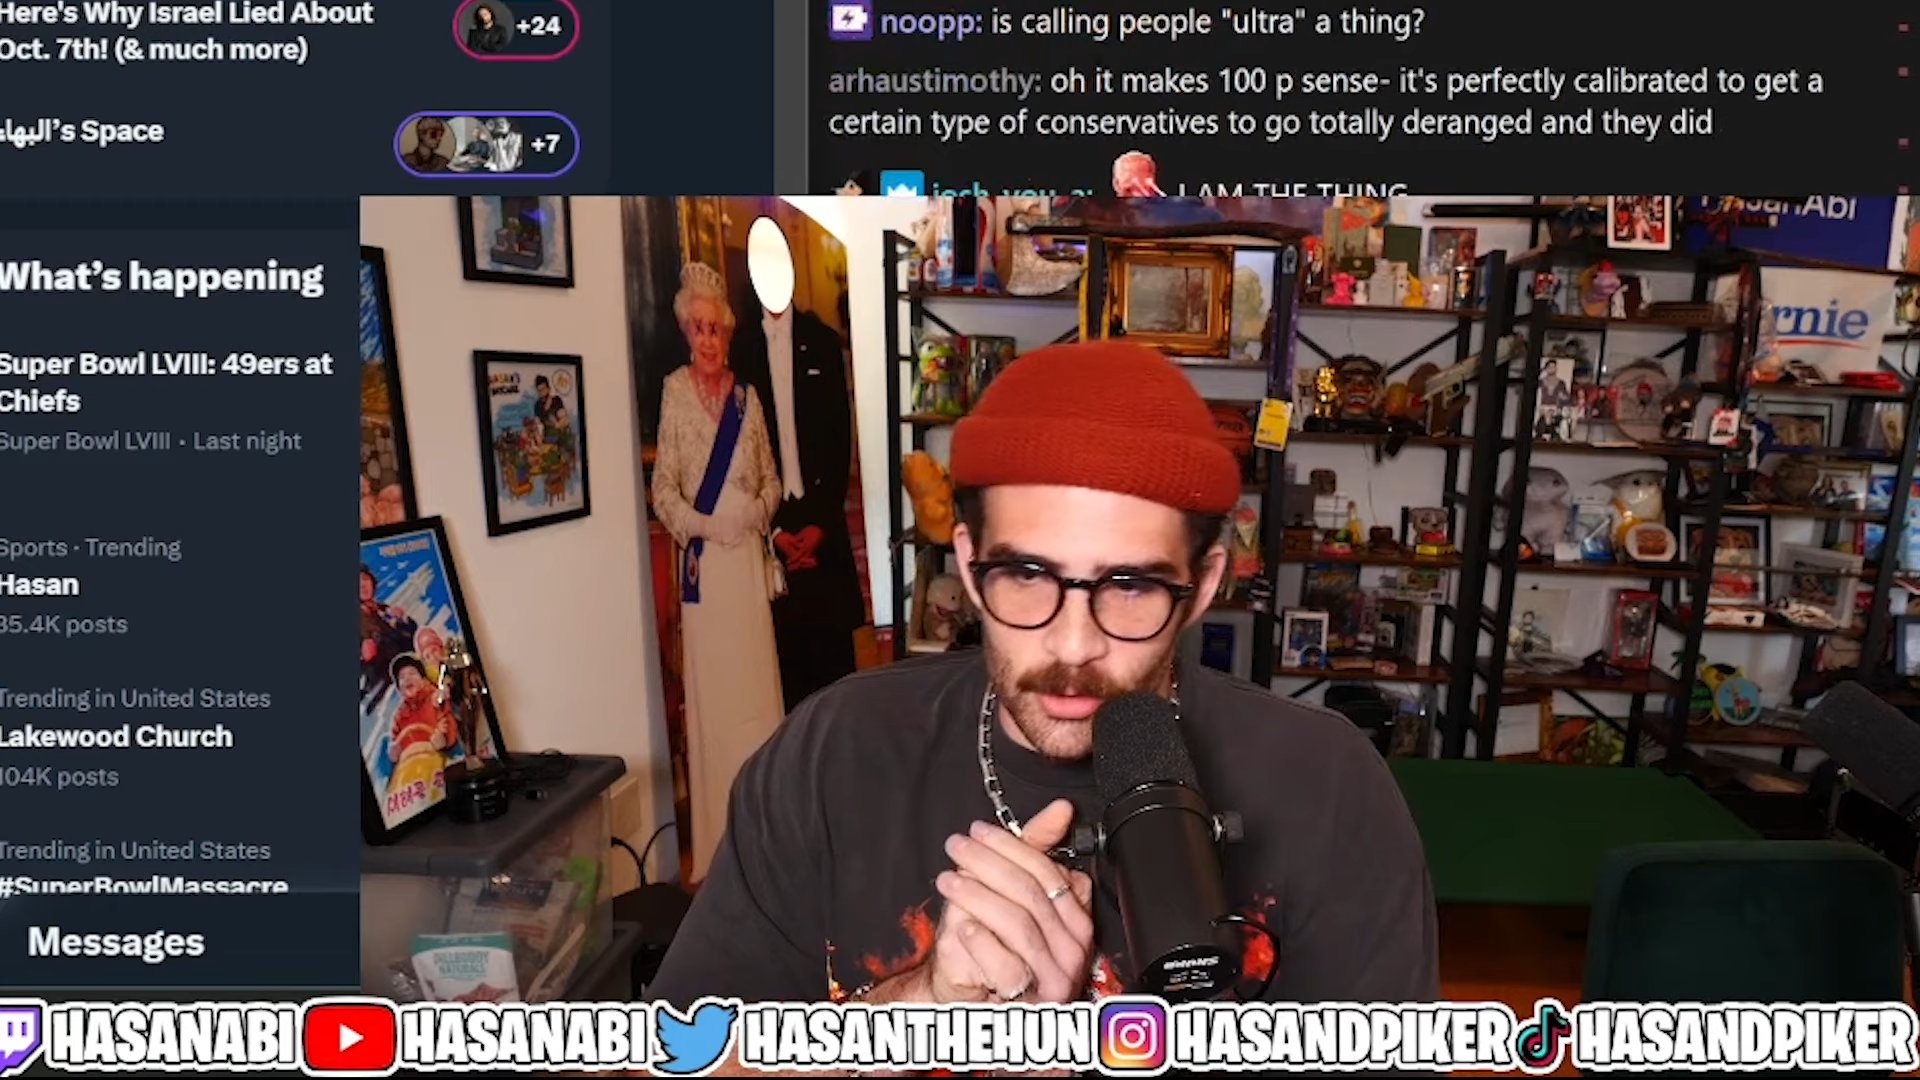 Here's Why Israel Lied About
Oct. 7th! (& much more)
+24
البهاء's Space
+7
What's happening
Super Bowl LVIII: 49ers at
Chiefs
Super Bowl LVIII · Last night
Sports · Trending
Hasan
35.4K posts
Trending in United States
Lakewood Church
104K posts
Trending in United States
#SuperBowlMassacre
Messages
noopp: is calling people "ultra" a thing?
arhaustimothy: oh it makes 100 p sense- it's perfectly calibrated to get a
certain type of conservatives to go totally deranged and they did
josh_you_a: I AM THE THING
HasanAbi
rnie
HASANABI HASANABI HASANTHEHUN HASANDPIKER HASANDPIKER